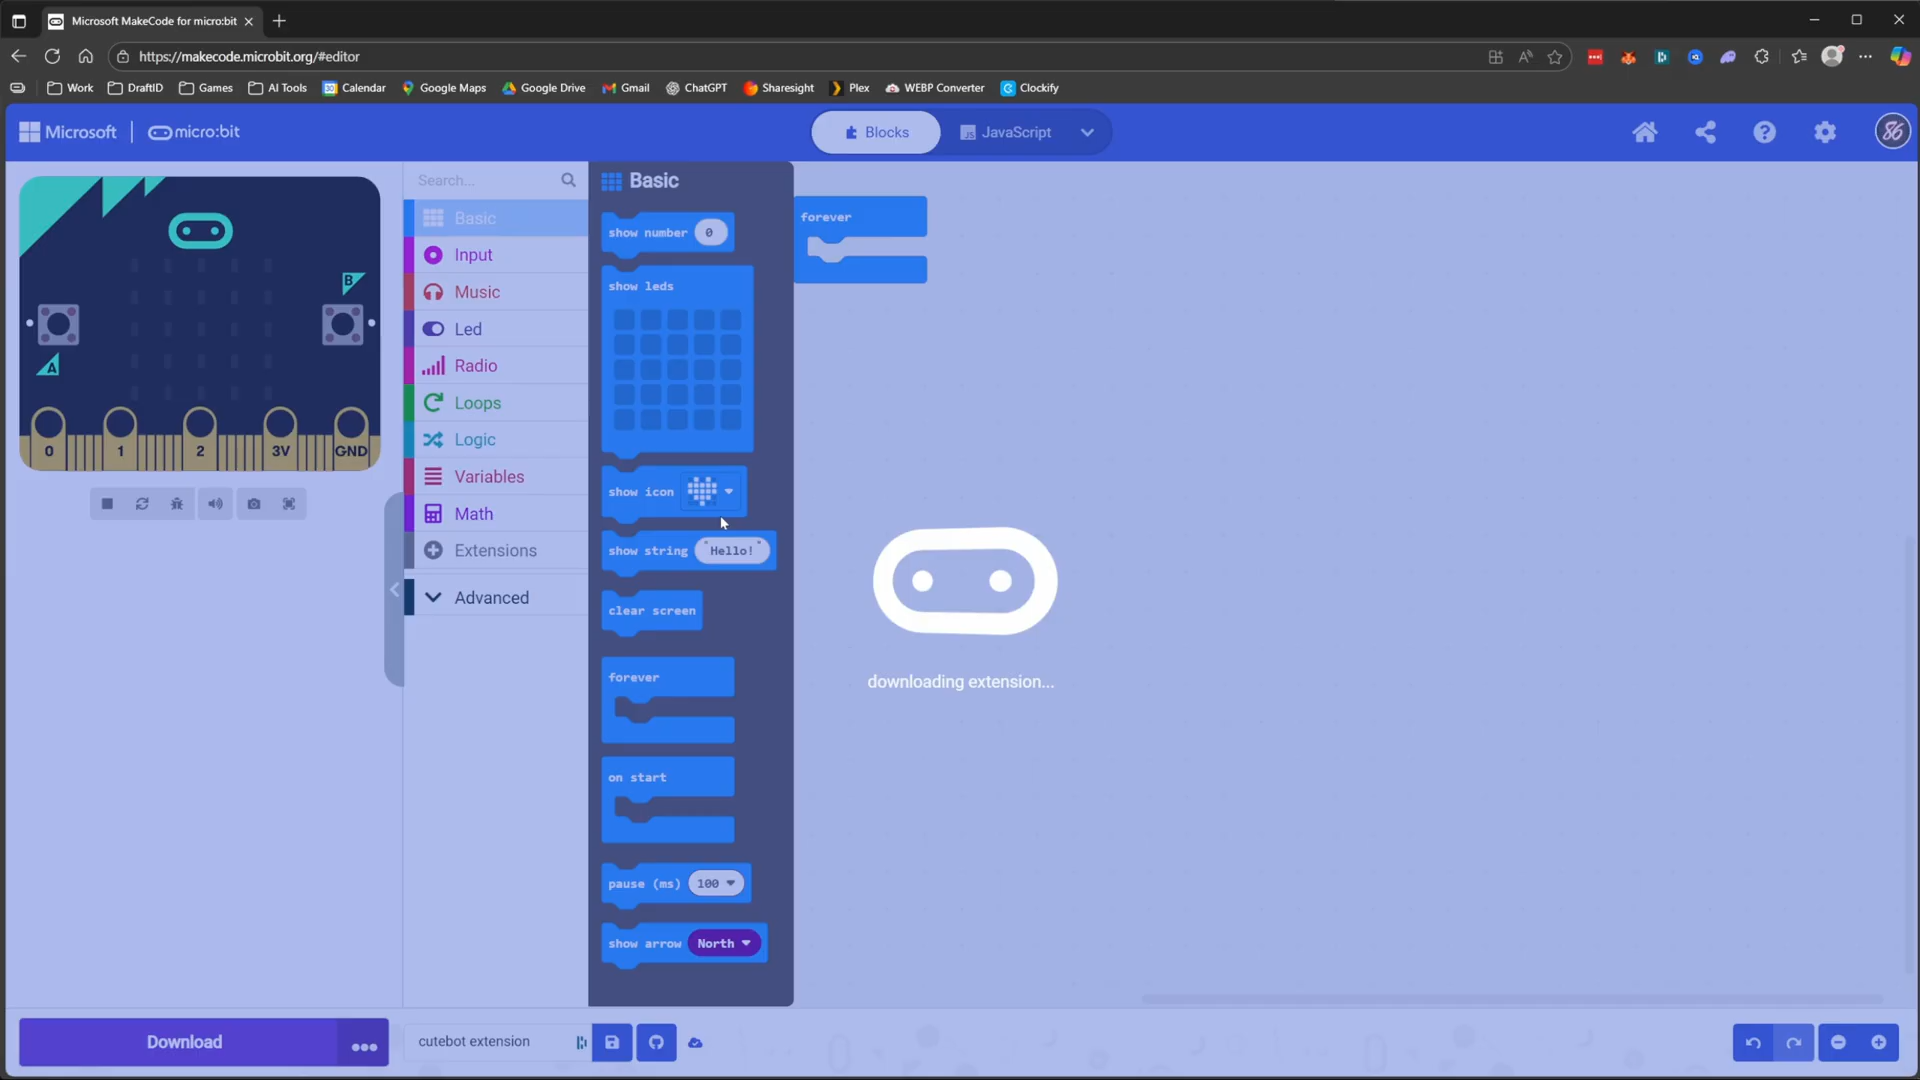 Microsoft MakeCode for micro:bit
https://makecode.microbit.org/#editor
Work
DraftID
Games
AI Tools
Calendar
Google Maps
Google Drive
Gmail
ChatGPT
Sharesight
Plex
WEBP Converter
Clockify
Microsoft
micro:bit
Blocks
JS
JavaScript
86
B
A
0
1
2
3V
GND
Search...
Basic
Input
Music
Led
Radio
Loops
Logic
Variables
Math
Extensions
Advanced
Basic
show number 0
show leds
show icon
show string "Hello!"
clear screen
forever
on start
pause (ms) 100
show arrow North
forever
downloading extension...
Download
cutebot extension